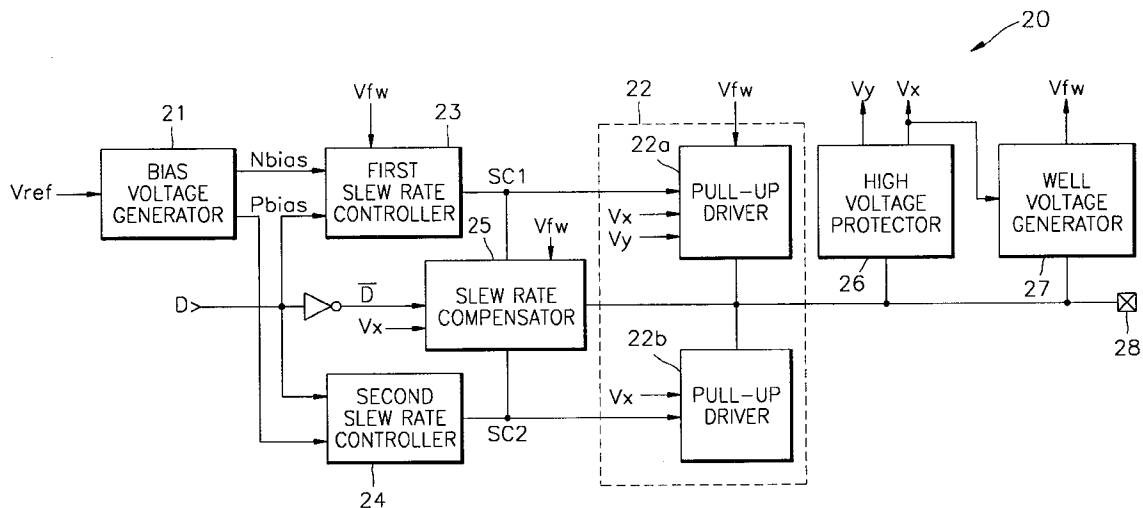 20
Vfw
22
Vfw
Vy
Vx
Vfw
21
23
22a
BIAS
VOLTAGE
GENERATOR
Vref
Nbias
Pbias
FIRST
SLEW RATE
CONTROLLER
SC1
PULL-UP
DRIVER
Vx
Vy
HIGH
VOLTAGE
PROTECTOR
WELL
VOLTAGE
GENERATOR
25
Vfw
26
27
D
D̅
Vx
SLEW RATE
COMPENSATOR
28
22b
SECOND
SLEW RATE
CONTROLLER
SC2
Vx
PULL-UP
DRIVER
24